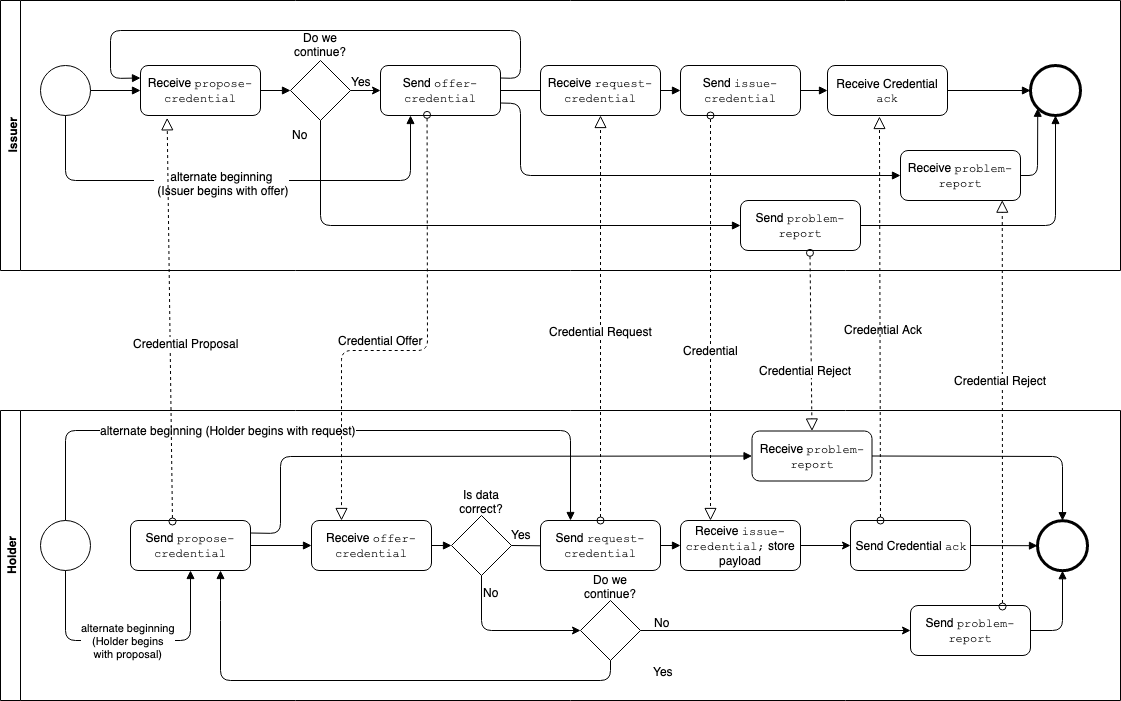 Issuer
Do we
continue?
Receive propose-
credential
Yes
Send offer-
credential
Receive request-
credential
Send issue-
credential
Receive Credential
ack
No
alternate beginning
(Issuer begins with offer)
Receive problem-
report
Send problem-
report
Credential Proposal
Credential Offer
Credential Request
Credential
Credential Ack
Credential Reject
Credential Reject
Holder
alternate beginning (Holder begins with request)
Receive problem-
report
Is data
correct?
Send propose-
credential
Receive offer-
credential
Yes
Send request-
credential
Receive issue-
credential; store
payload
Send Credential ack
No
Do we
continue?
alternate beginning
(Holder begins
with proposal)
No
Send problem-
report
Yes